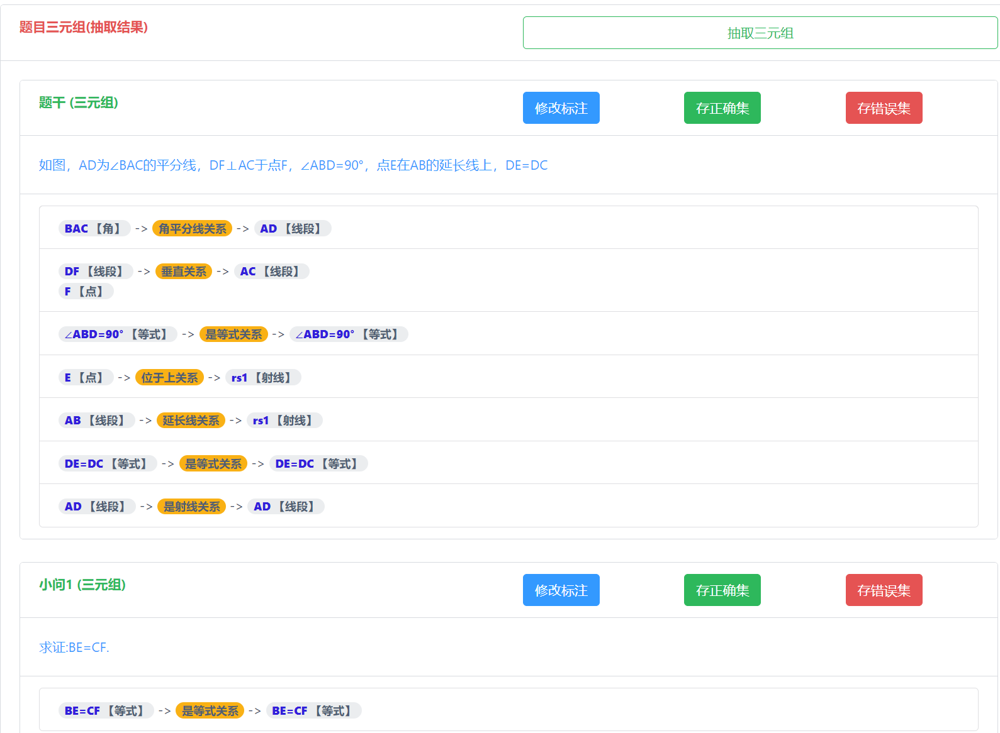 题目三元组(抽取结果)
抽取三元组
题干 (三元组)
修改标注
存正确集
存错误集
如图，AD为∠BAC的平分线，DF⊥AC于点F，∠ABD=90°，点E在AB的延长线上，DE=DC
BAC【角】 -> 角平分线关系 -> AD【线段】
DF【线段】 -> 垂直关系 -> AC【线段】
F【点】
∠ABD=90°【等式】 -> 是等式关系 -> ∠ABD=90°【等式】
E【点】 -> 位于上关系 -> rs1【射线】
AB【线段】 -> 延长线关系 -> rs1【射线】
DE=DC【等式】 -> 是等式关系 -> DE=DC【等式】
AD【线段】 -> 是射线关系 -> AD【线段】
小问1 (三元组)
修改标注
存正确集
存错误集
求证:BE=CF.
BE=CF【等式】 -> 是等式关系 -> BE=CF【等式】